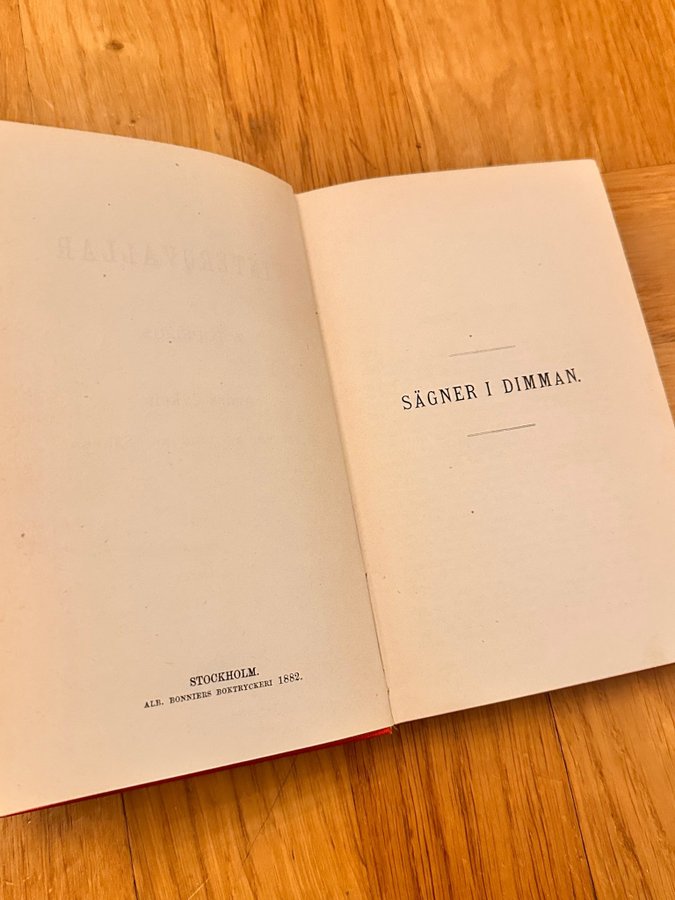 STOCKHOLM.
ALB. BONNIERS BOKTRYCKERI 1882.
SÄGNER I DIMMAN.